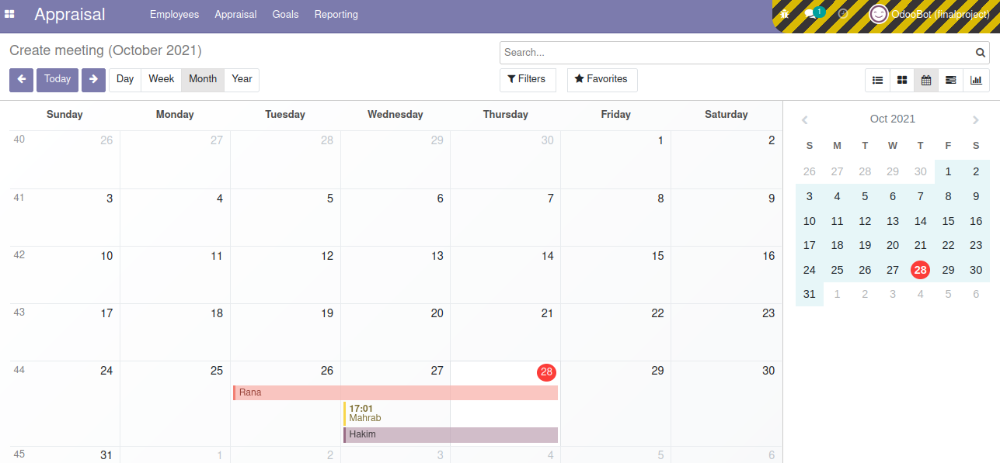 Appraisal Employees Appraisal Goals Reporting 1 OdooBot (finalproject)
Create meeting (October 2021)
Search...
Today Day Week Month Year Filters Favorites
Sunday Monday Tuesday Wednesday Thursday Friday Saturday
40 26 27 28 29 30 1 2
41 3 4 5 6 7 8 9
42 10 11 12 13 14 15 16
43 17 18 19 20 21 22 23
44 24 25 26 27 28 29 30
Rana
17:01
Mahrab
Hakim
45 31 1 2 3 4 5 6
Oct 2021
S M T W T F S
26 27 28 29 30 1 2
3 4 5 6 7 8 9
10 11 12 13 14 15 16
17 18 19 20 21 22 23
24 25 26 27 28 29 30
31 1 2 3 4 5 6